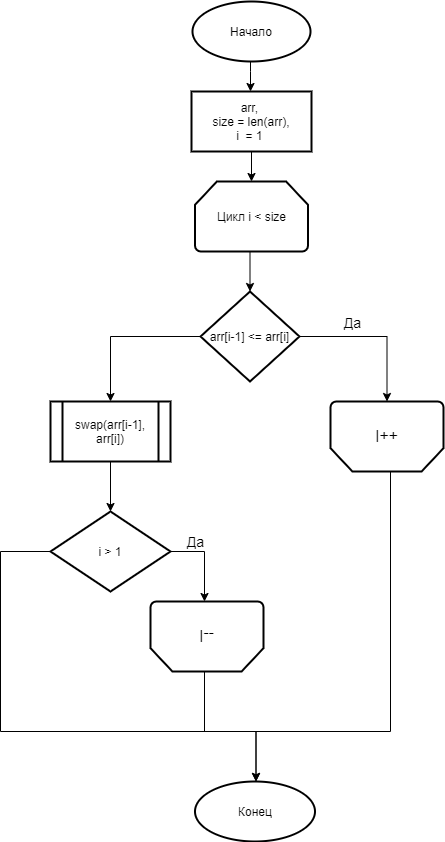 Начало
arr,
size = len(arr),
i = 1
Цикл i < size
arr[i-1] <= arr[i]
Да
swap(arr[i-1],
arr[i])
|++
i > 1
Да
|--
Конец